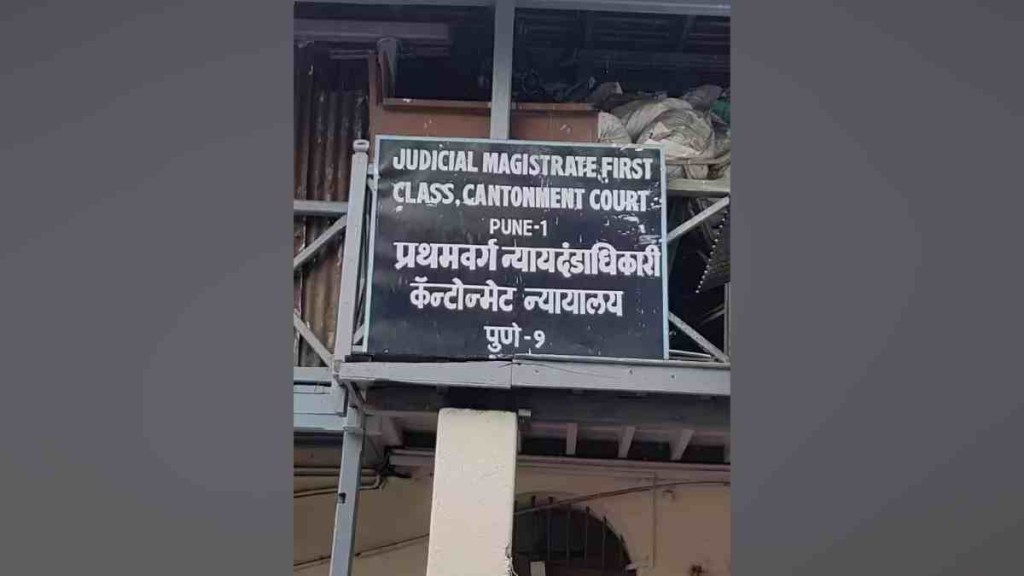 JUDICIAL MAGISTRATE, FIRST
CLASS, CANTONMENT COURT
PUNE-1
प्रथमवर्ग न्यायदंडाधिकारी
कॅन्टोन्मेट न्यायालय
पुणे-१